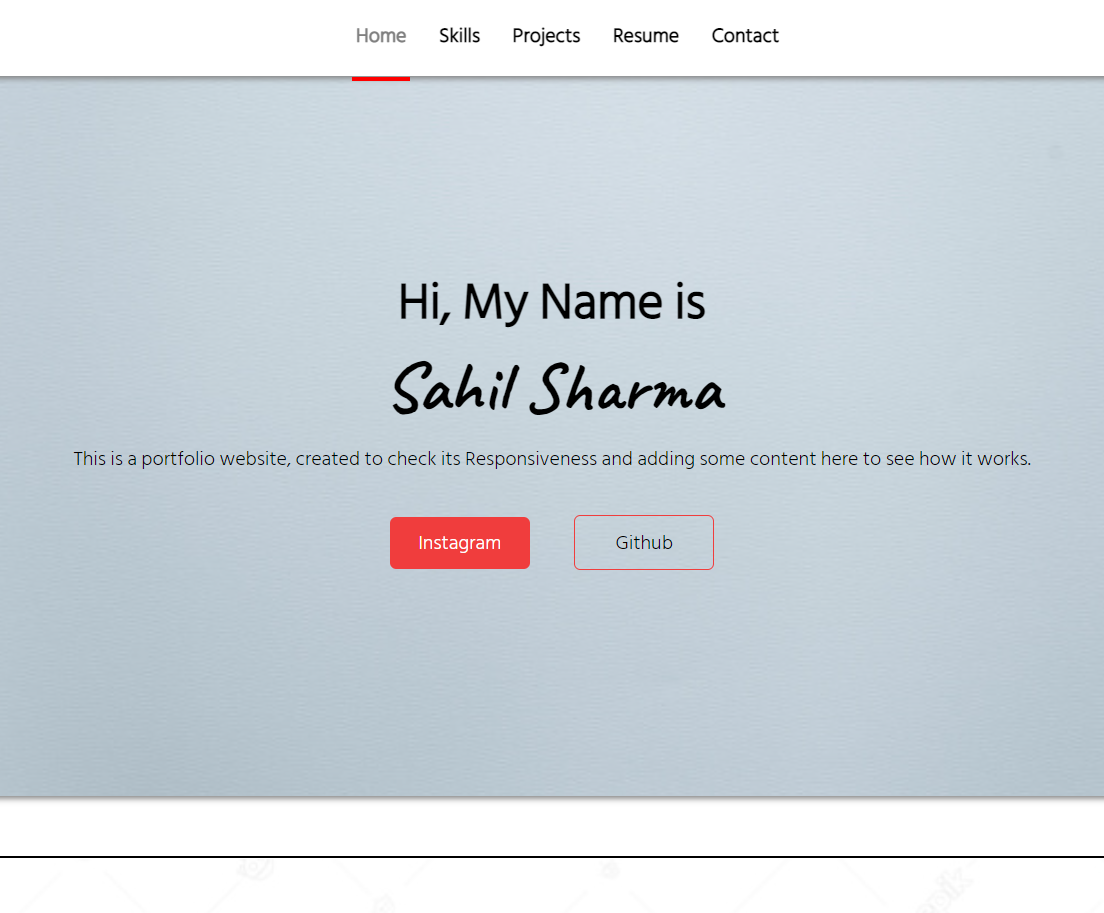 Home Skills Projects Resume Contact
Hi, My Name is
Sahil Sharma
This is a portfolio website, created to check its Responsiveness and adding some content here to see how it works.
Instagram Github